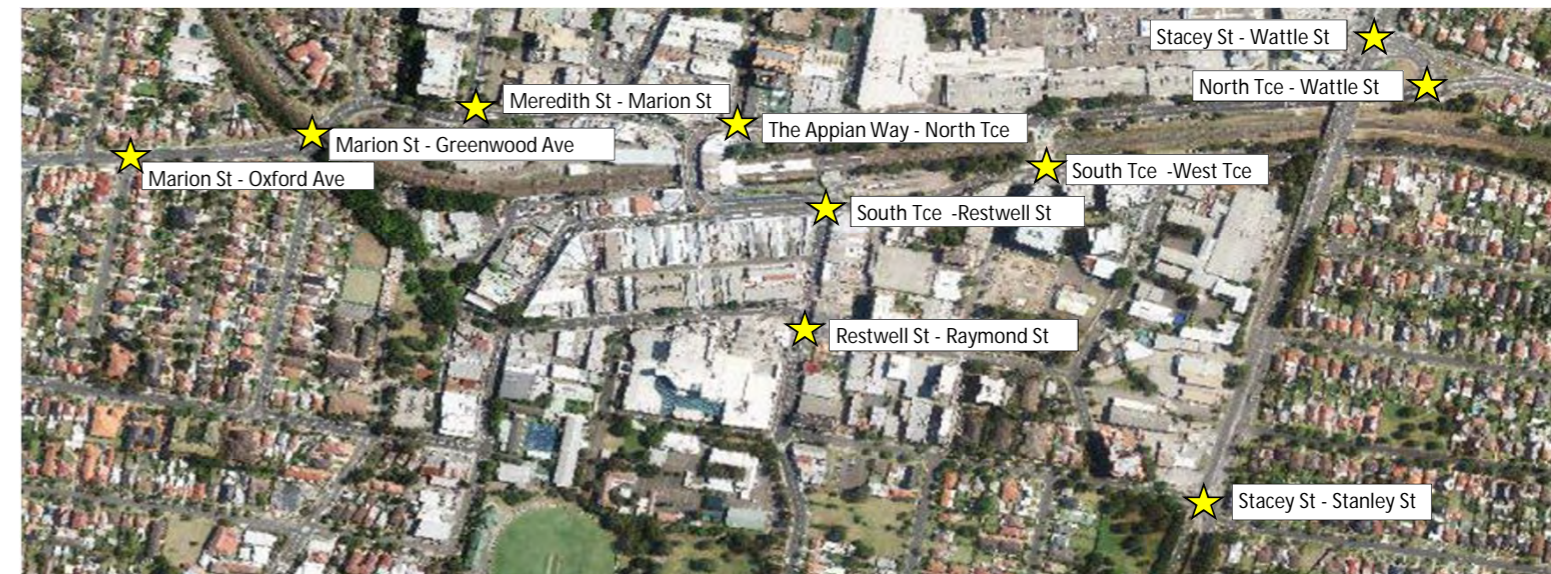 Stacey St - Wattle St
North Tce - Wattle St
Meredith St - Marion St
The Appian Way - North Tce
Marion St - Greenwood Ave
South Tce -West Tce
Marion St - Oxford Ave
South Tce -Restwell St
Restwell St - Raymond St
Stacey St - Stanley St